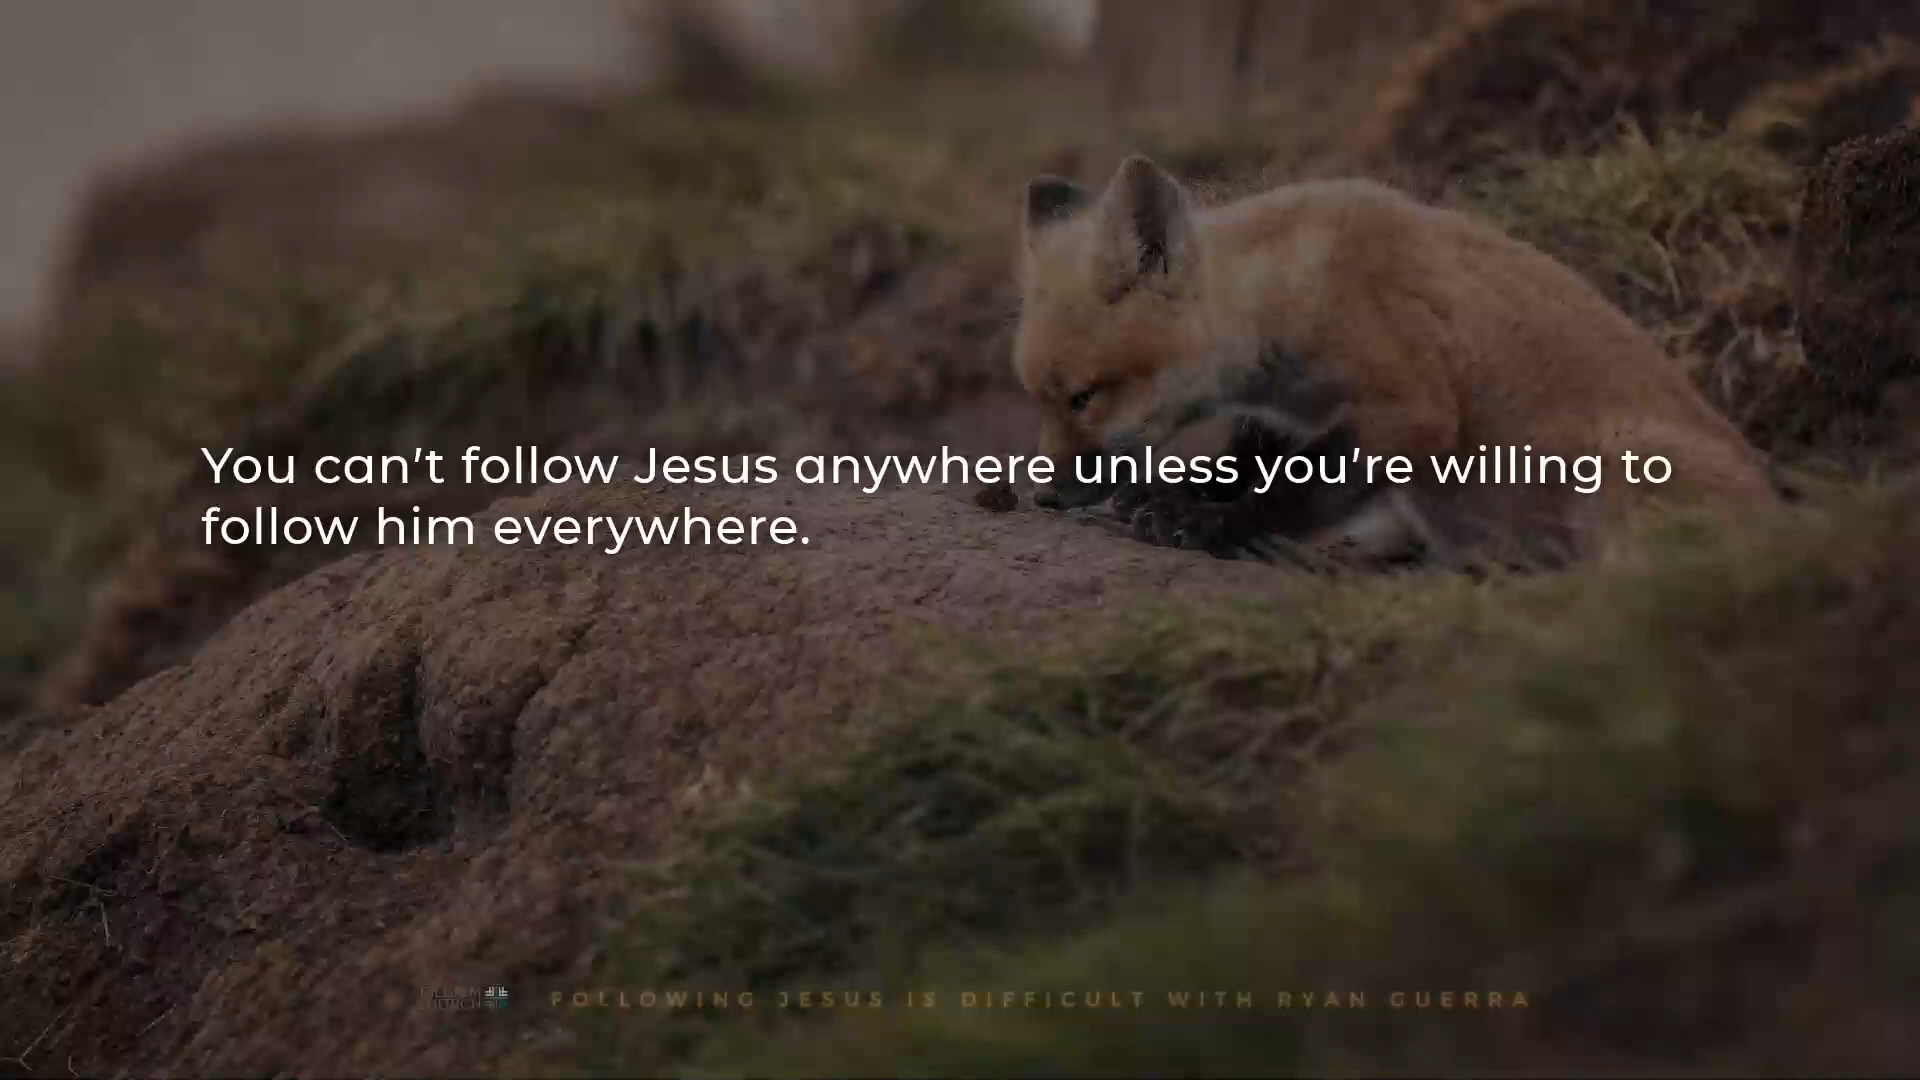 You can't follow Jesus anywhere unless you're willing to
follow him everywhere.
FOLLOWING JESUS IS DIFFICULT WITH RYAN GUERRA